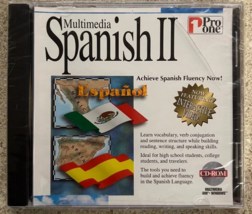 Multimedia
Spanish II
1 Pro
one
Achieve Spanish Fluency Now!
Español
Learn vocabulary, verb conjugation
and sentence structure while building
reading, writing, and speaking skills.
Ideal for high school students, college
students, and travelers.
The tools you need to
build and achieve fluency
in the Spanish Language.
CD-ROM
MULTIMEDIA